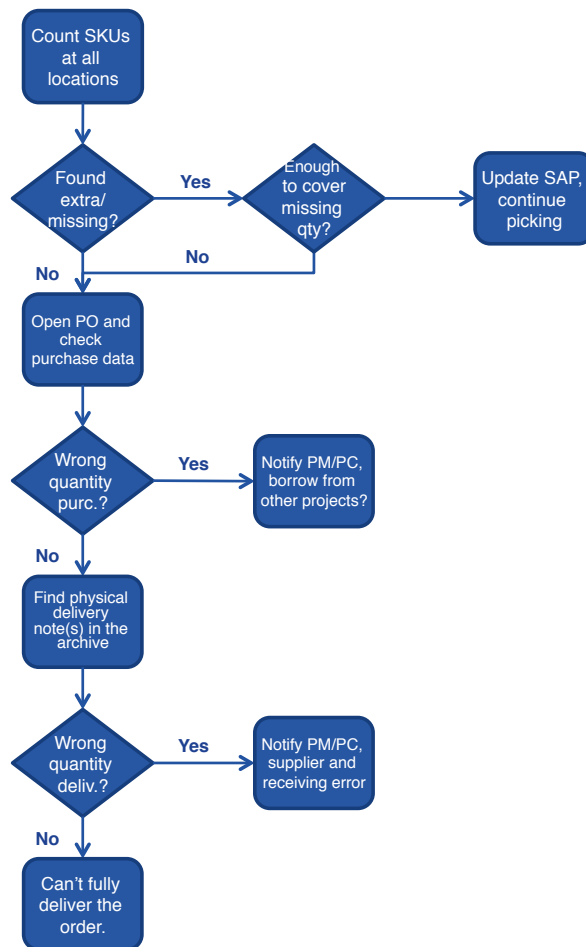 Count SKUs
at all
locations
Found
extra/
missing?
Yes
Enough
to cover
missing
qty?
Update SAP,
continue
picking
No
No
Open PO and
check
purchase data
Wrong
quantity
purc.?
Yes
Notify PM/PC,
borrow from
other projects?
No
Find physical
delivery
note(s) in the
archive
Wrong
quantity
deliv.?
Yes
Notify PM/PC,
supplier and
receiving error
No
Can’t fully
deliver the
order.